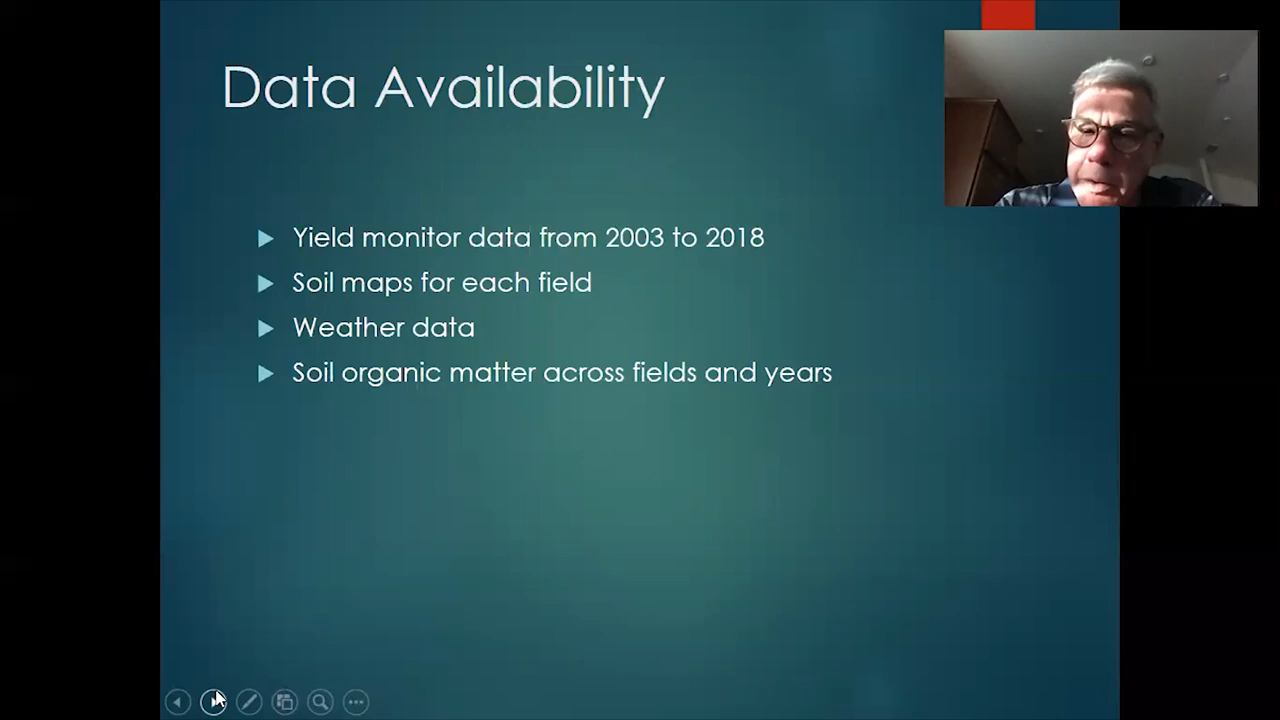 Data Availability
Yield monitor data from 2003 to 2018
Soil maps for each field
Weather data
Soil organic matter across fields and years